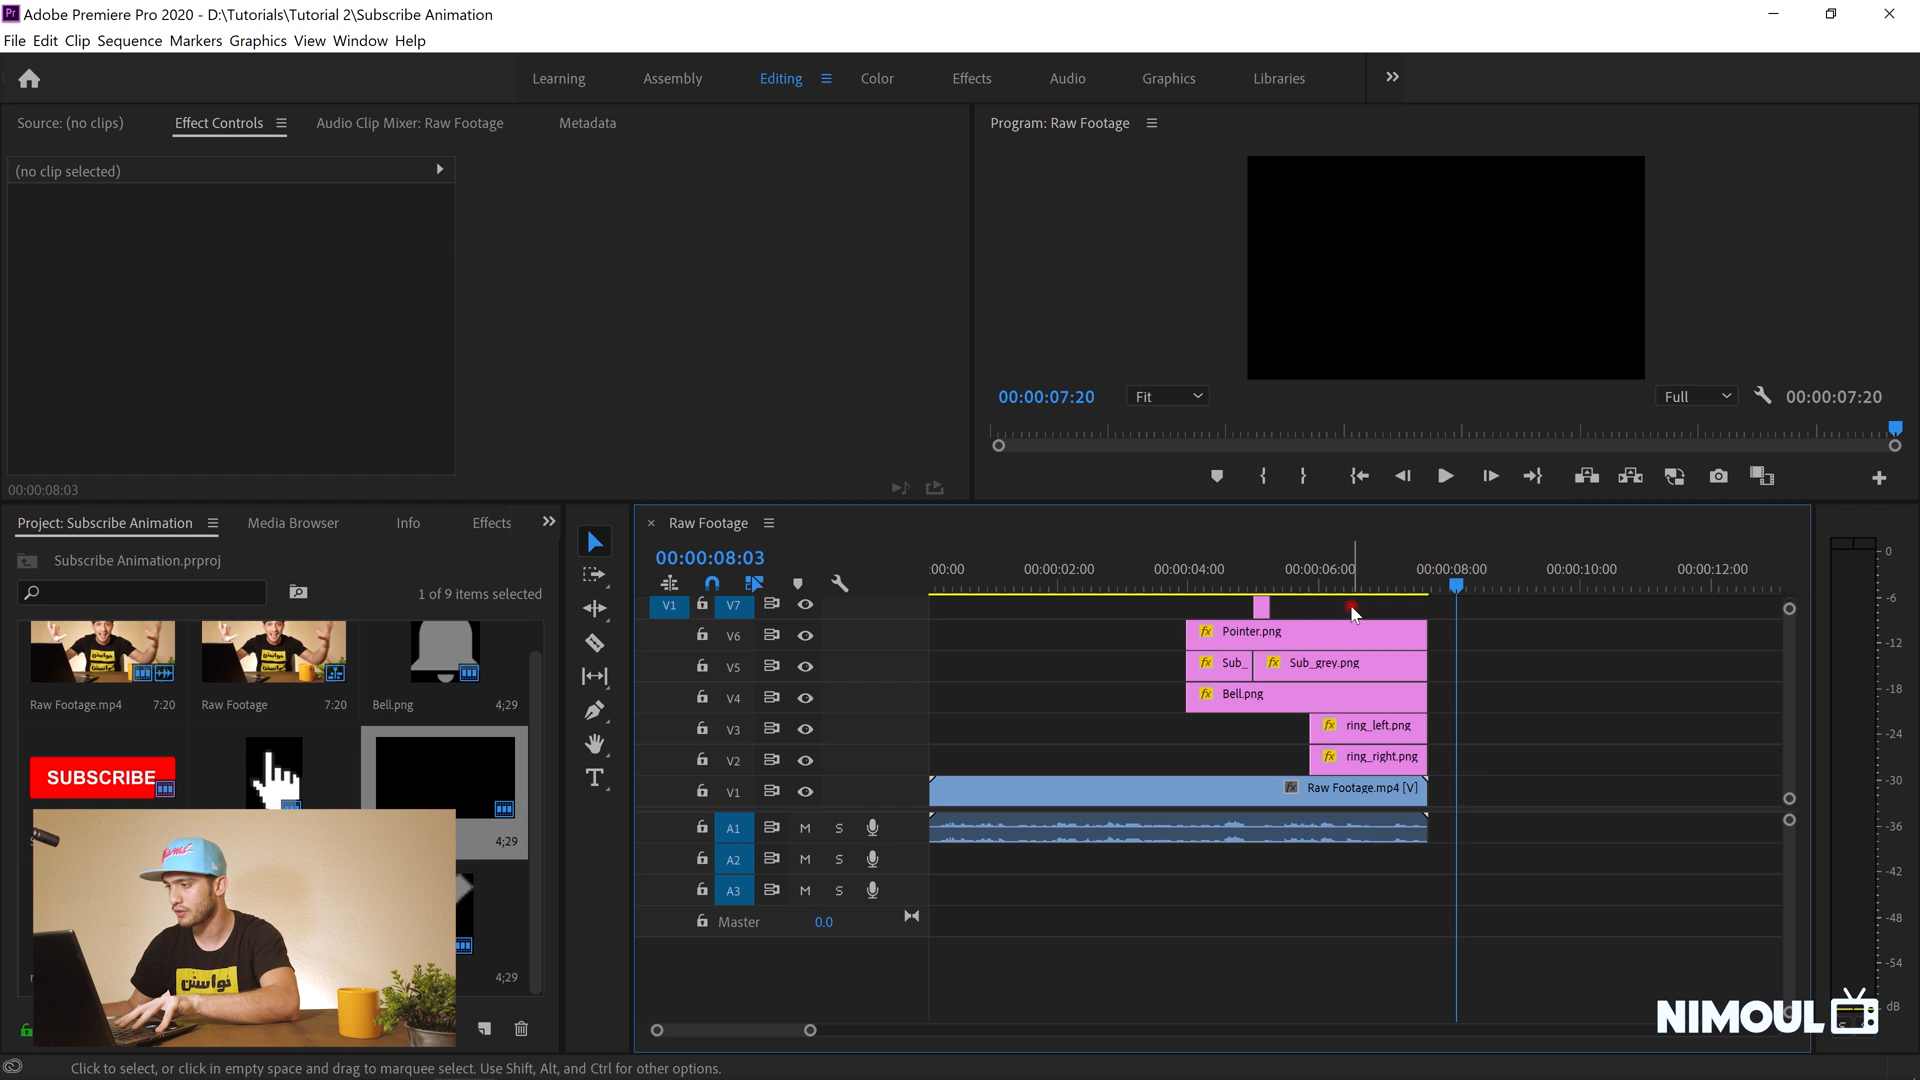 Pr Adobe Premiere Pro 2020 - D:\Tutorials\Tutorial 2\Subscribe Animation
File Edit Clip Sequence Markers Graphics View Window Help
Learning Assembly Editing Color Effects Audio Graphics Libraries
Source: (no clips) Effect Controls Audio Clip Mixer: Raw Footage Metadata
(no clip selected)
00:00:08:03
Program: Raw Footage
00:00:07:20 Fit Full 00:00:07:20
Project: Subscribe Animation Media Browser Info Effects
Subscribe Animation.prproj
1 of 9 items selected
Raw Footage.mp4 7:20 Raw Footage 7:20 Bell.png 4;29
SUBSCRIBE
4;29
4;29
خواستن
Raw Footage
00:00:08:03
:00:00 00:00:02:00 00:00:04:00 00:00:06:00 00:00:08:00 00:00:10:00 00:00:12:00
V1 V7
V6 fx Pointer.png
V5 fx Sub_ fx Sub_grey.png
V4 fx Bell.png
V3 fx ring_left.png
V2 fx ring_right.png
V1 fx Raw Footage.mp4 [V]
A1 M S
A2 M S
A3 M S
Master 0.0
0
-6
-12
-18
-24
-30
-36
-42
-48
-54
dB
NIMOUL
Click to select, or click in empty space and drag to marquee select. Use Shift, Alt, and Ctrl for other options.